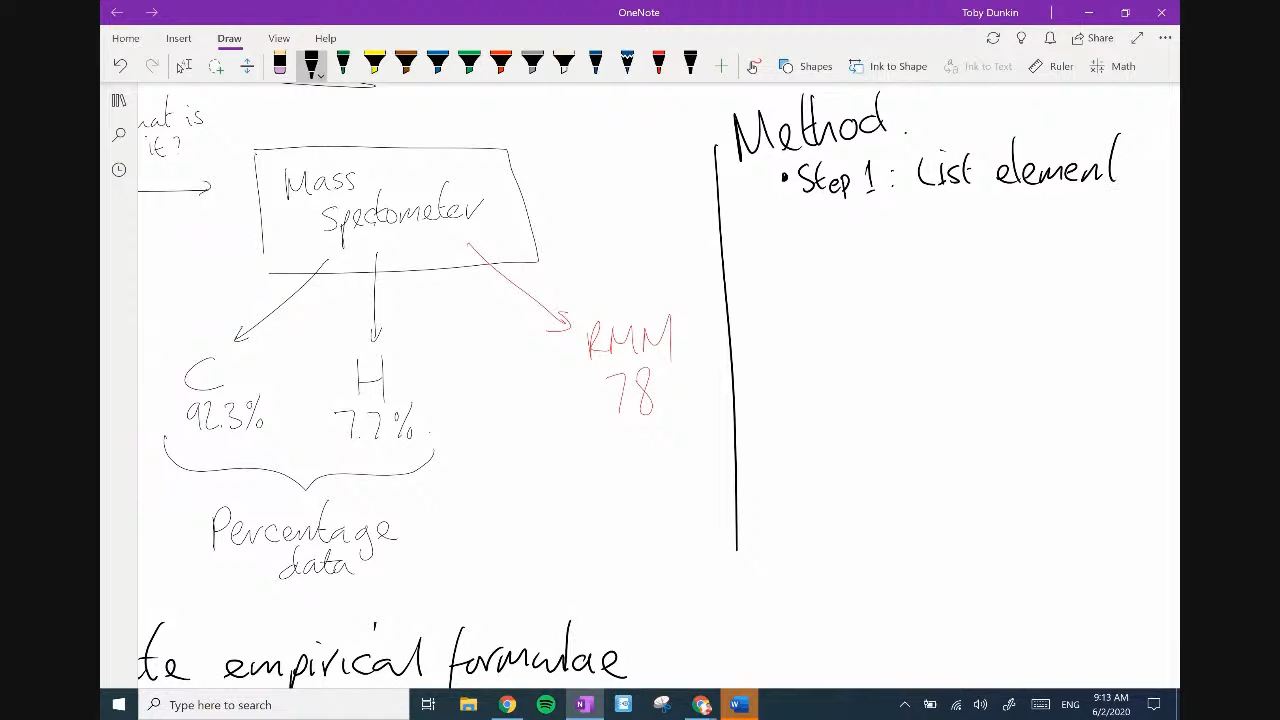 OneNote
Toby Dunkin
Home Insert Draw View Help
Share
Shapes Ink to Shape Ink to Text Ruler Math
hat is
it?
Mass
Spectometer
C
92.3%
H
7.7%
RMM
78
Percentage
data
te empirical formulae
Method.
• Step 1: List element
Type here to search
ENG
9:13 AM
6/2/2020